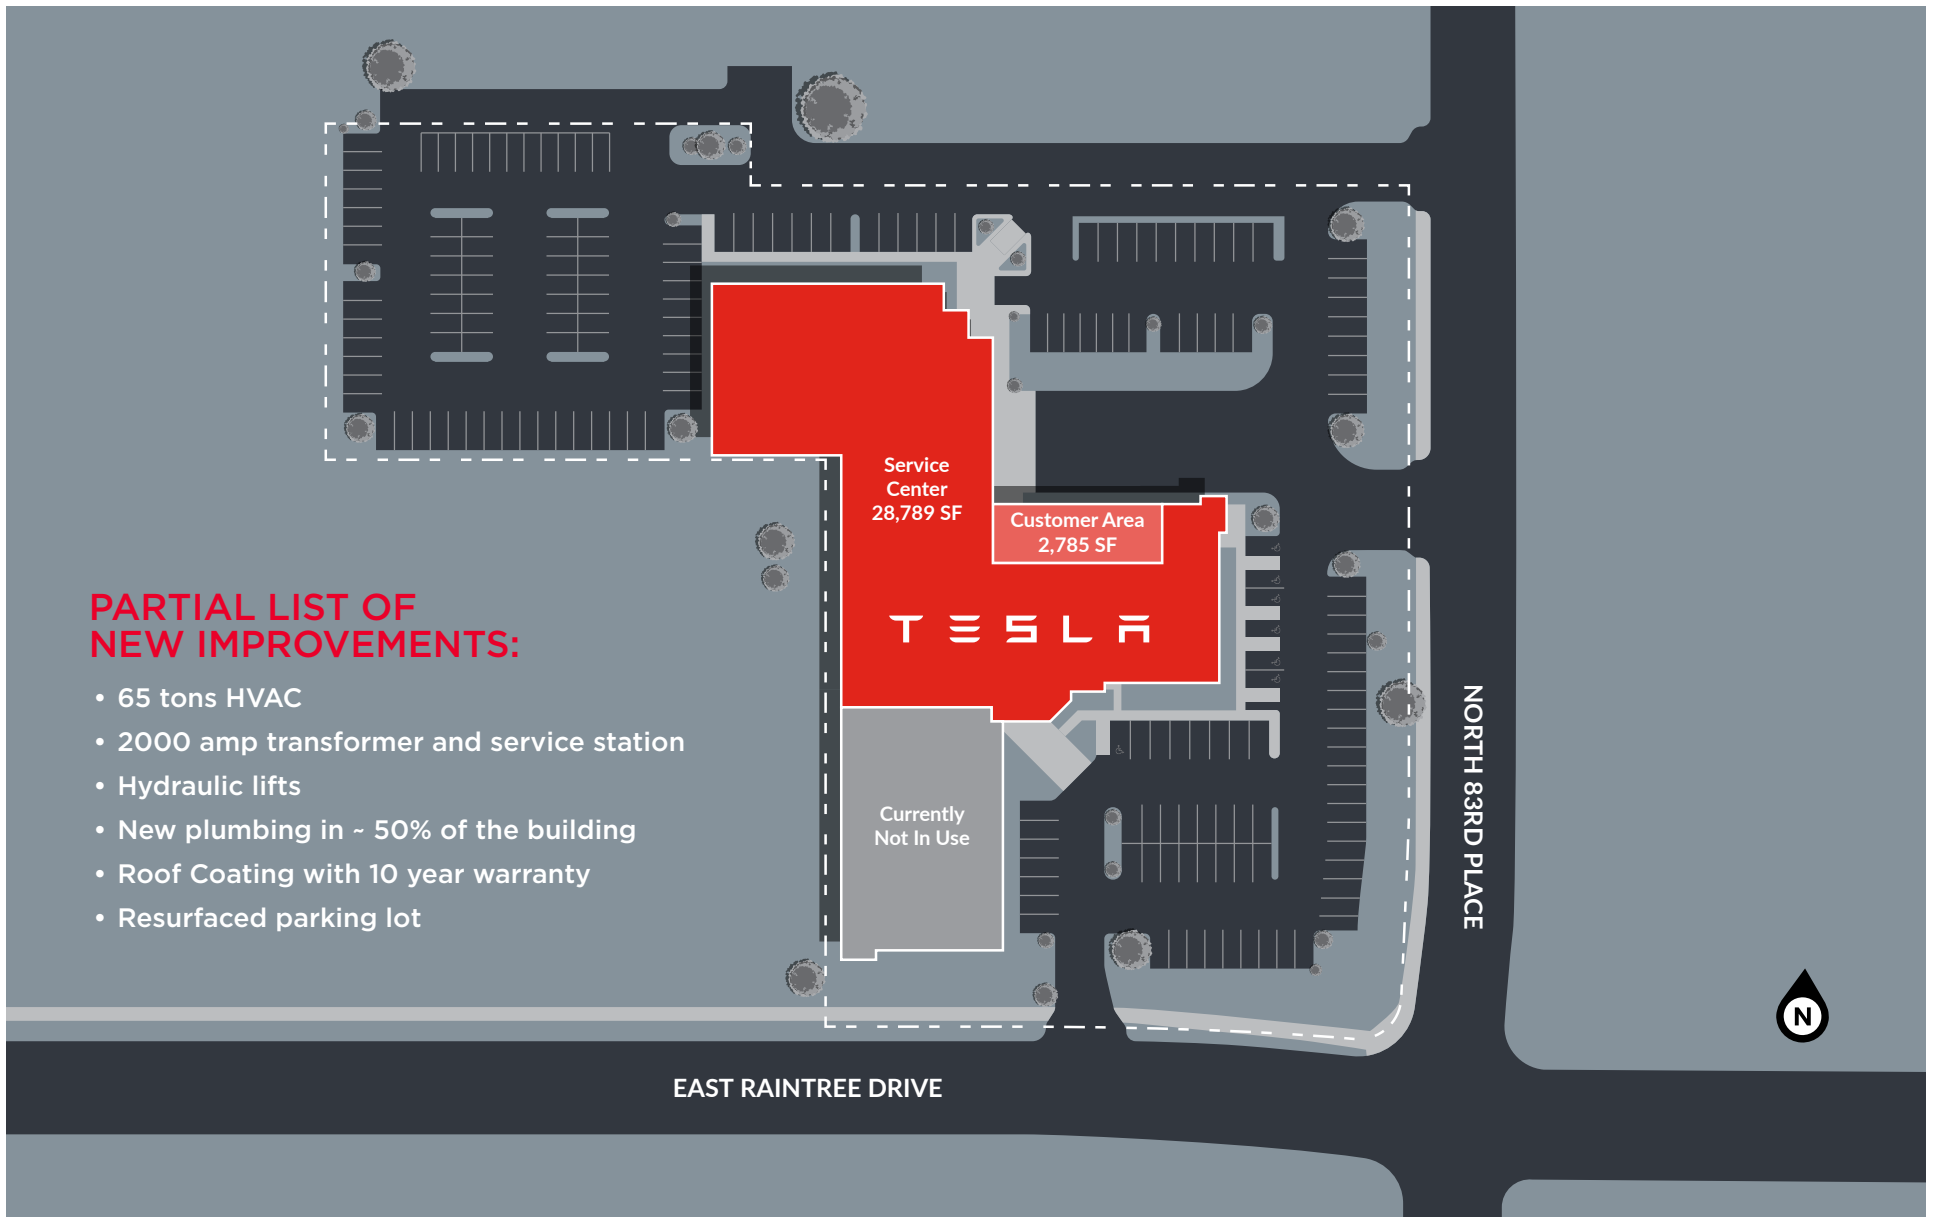 Service
Center
28,789 SF
Customer Area
2,785 SF
TESLA
PARTIAL LIST OF
NEW IMPROVEMENTS:
• 65 tons HVAC
• 2000 amp transformer and service station
• Hydraulic lifts
• New plumbing in ~ 50% of the building
• Roof Coating with 10 year warranty
• Resurfaced parking lot
Currently
Not In Use
NORTH 83RD PLACE
N
EAST RAINTREE DRIVE